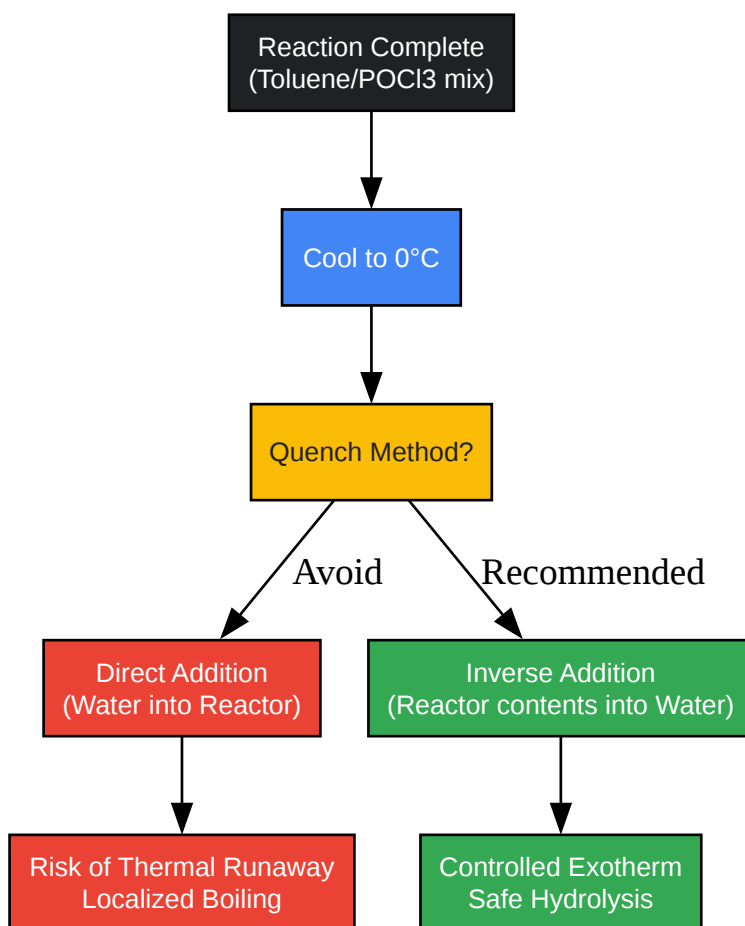 Reaction Complete
(Toluene/POCl3 mix)
Cool to 0°C
Quench Method?
Avoid
Recommended
Direct Addition
(Water into Reactor)
Inverse Addition
(Reactor contents into Water)
Risk of Thermal Runaway
Localized Boiling
Controlled Exotherm
Safe Hydrolysis